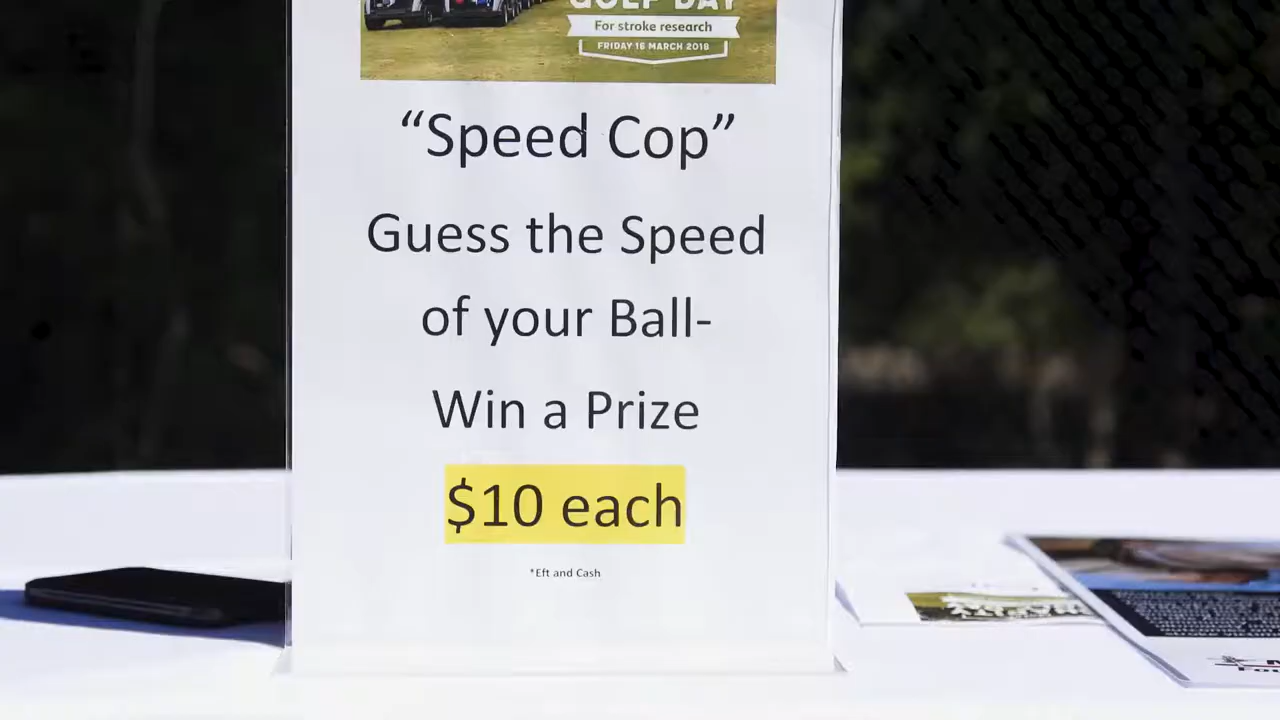 GOLF DAY
For stroke research
FRIDAY 16 MARCH 2018
“Speed Cop”
Guess the Speed
of your Ball-
Win a Prize
$10 each
*Eft and Cash